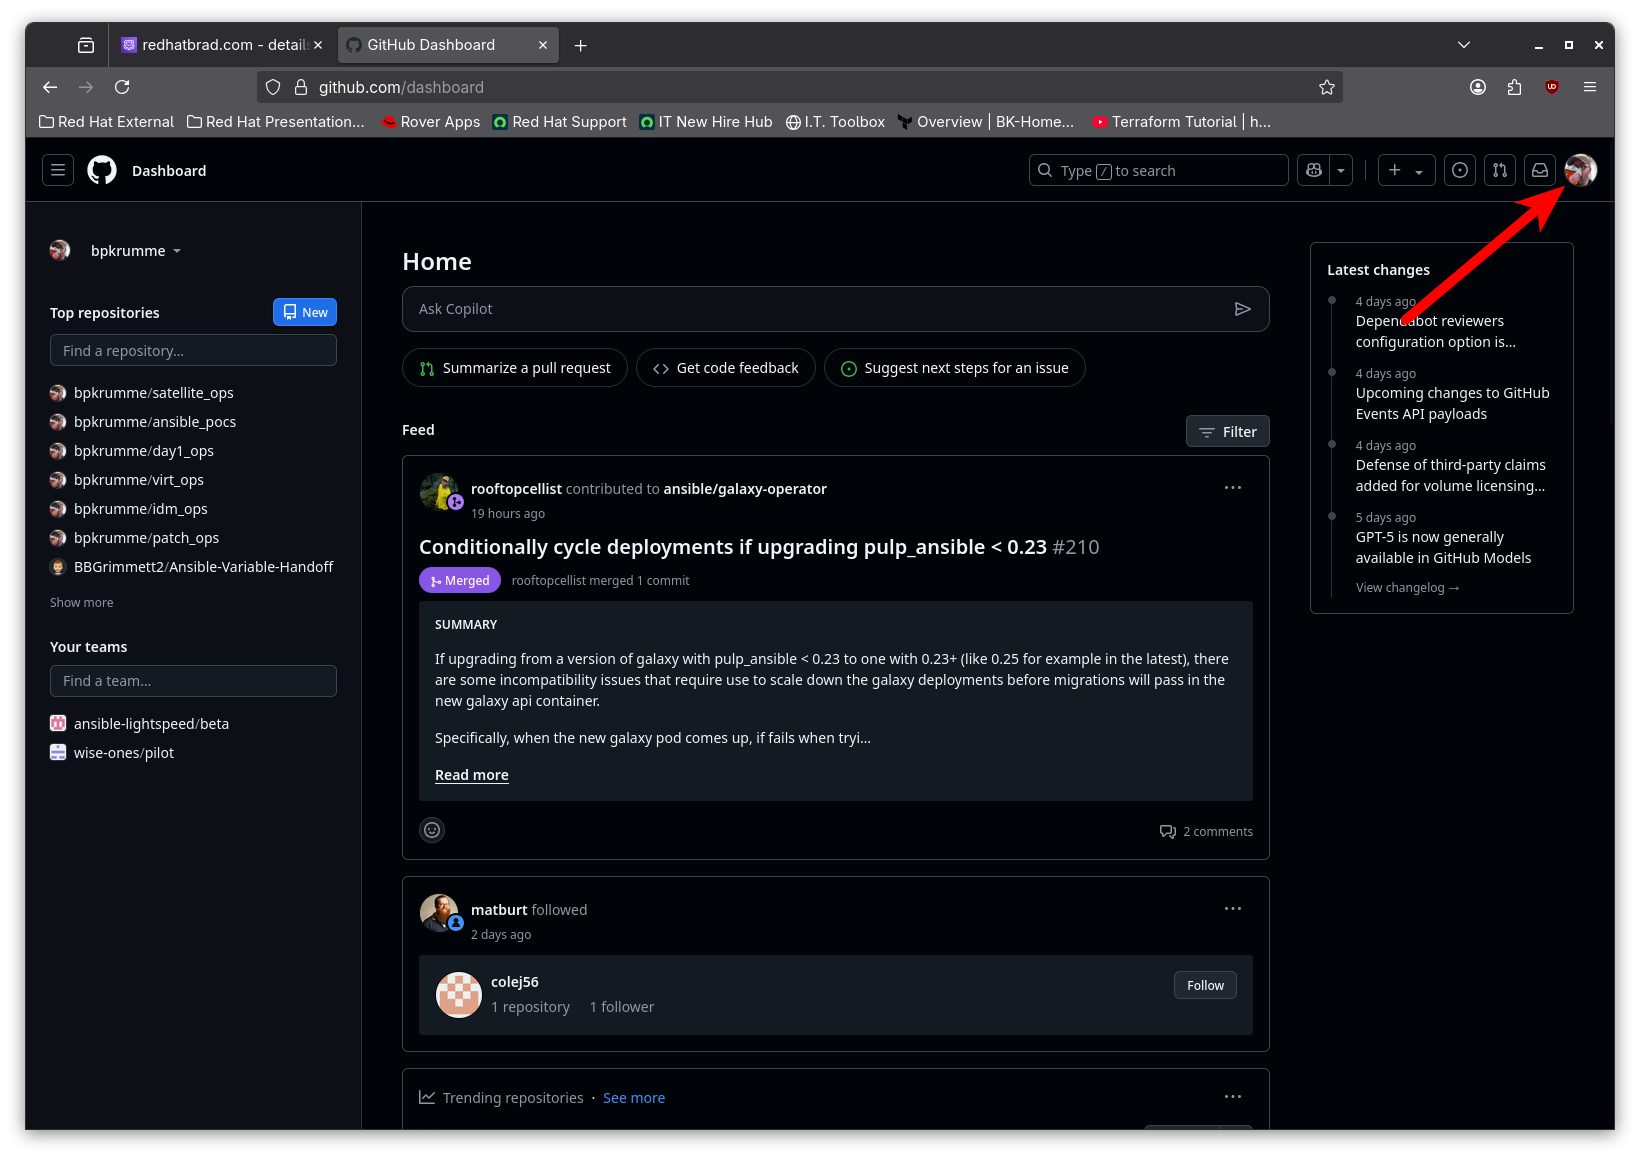 redhatbrad.com - details
GitHub Dashboard
github.com/dashboard
Red Hat External
Red Hat Presentation...
Rover Apps
Red Hat Support
IT New Hire Hub
I.T. Toolbox
Overview | BK-Home...
Terraform Tutorial | h...
Dashboard
Type / to search
bpkrumme
Top repositories
New
Find a repository...
bpkrumme/satellite_ops
bpkrumme/ansible_pocs
bpkrumme/day1_ops
bpkrumme/virt_ops
bpkrumme/idm_ops
bpkrumme/patch_ops
BBGrimmett2/Ansible-Variable-Handoff
Show more
Your teams
Find a team...
ansible-lightspeed/beta
wise-ones/pilot
Home
Ask Copilot
Summarize a pull request
Get code feedback
Suggest next steps for an issue
Feed
Filter
rooftopcellist contributed to ansible/galaxy-operator
19 hours ago
Conditionally cycle deployments if upgrading pulp_ansible < 0.23 #210
Merged
rooftopcellist merged 1 commit
SUMMARY
If upgrading from a version of galaxy with pulp_ansible < 0.23 to one with 0.23+ (like 0.25 for example in the latest), there
are some incompatibility issues that require use to scale down the galaxy deployments before migrations will pass in the
new galaxy api container.
Specifically, when the new galaxy pod comes up, if fails when tryi...
Read more
2 comments
matburt followed
2 days ago
colej56
1 repository 1 follower
Follow
Trending repositories · See more
Latest changes
4 days ago
Dependabot reviewers
configuration option is...
4 days ago
Upcoming changes to GitHub
Events API payloads
4 days ago
Defense of third-party claims
added for volume licensing...
5 days ago
GPT-5 is now generally
available in GitHub Models
View changelog →